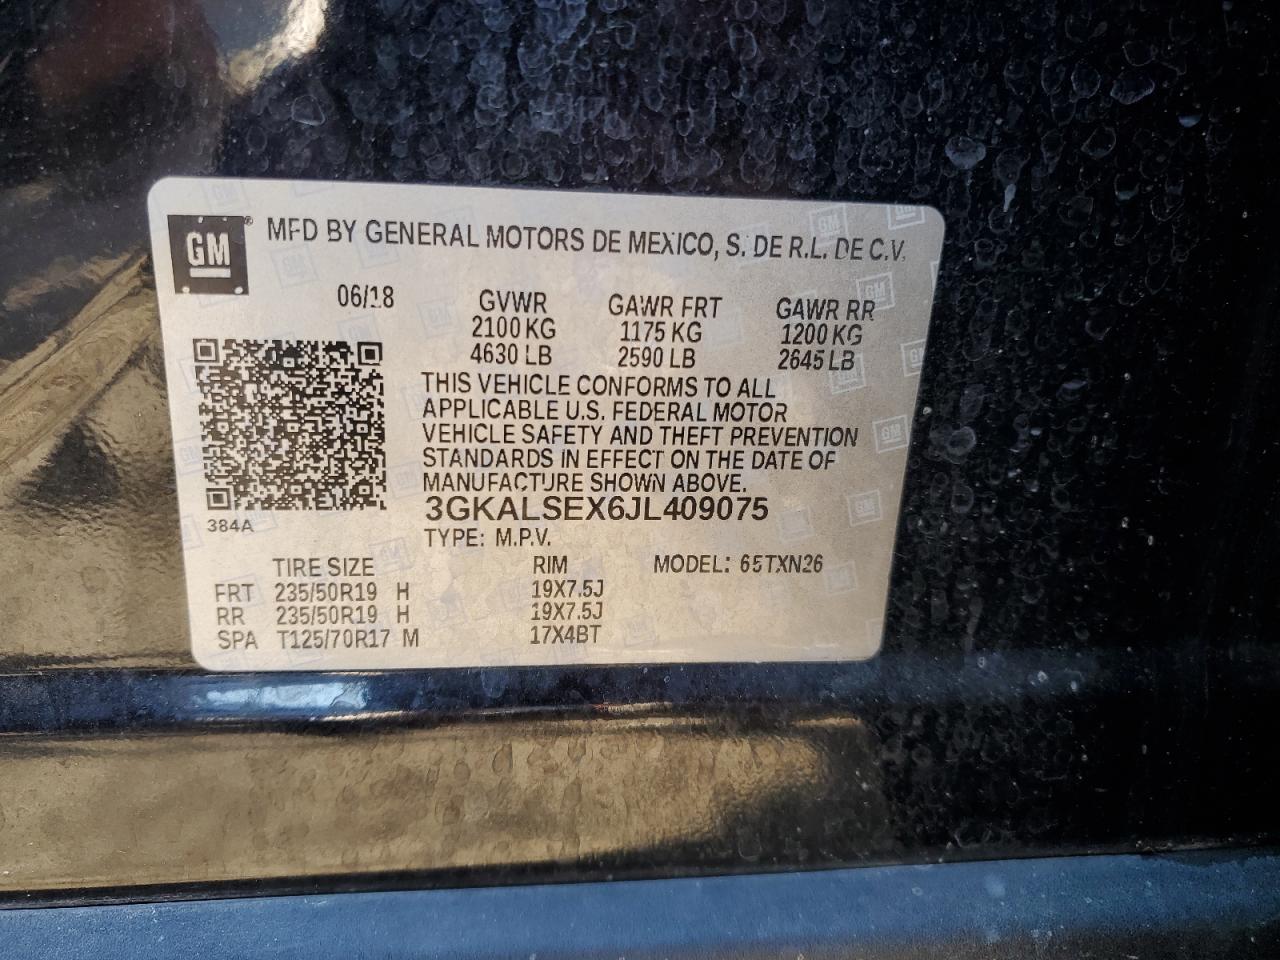 GM® MFD BY GENERAL MOTORS DE MEXICO, S. DE R.L. DE C.V.
06/18 GVWR GAWR FRT GAWR RR
2100 KG 1175 KG 1200 KG
4630 LB 2590 LB 2645 LB
THIS VEHICLE CONFORMS TO ALL
APPLICABLE U.S. FEDERAL MOTOR
VEHICLE SAFETY AND THEFT PREVENTION
STANDARDS IN EFFECT ON THE DATE OF
MANUFACTURE SHOWN ABOVE.
3GKALSEX6JL409075
384A
TYPE: M.P.V.
TIRE SIZE RIM MODEL: 65TXN26
FRT 235/50R19 H 19X7.5J
RR 235/50R19 H 19X7.5J
SPA T125/70R17 M 17X4BT